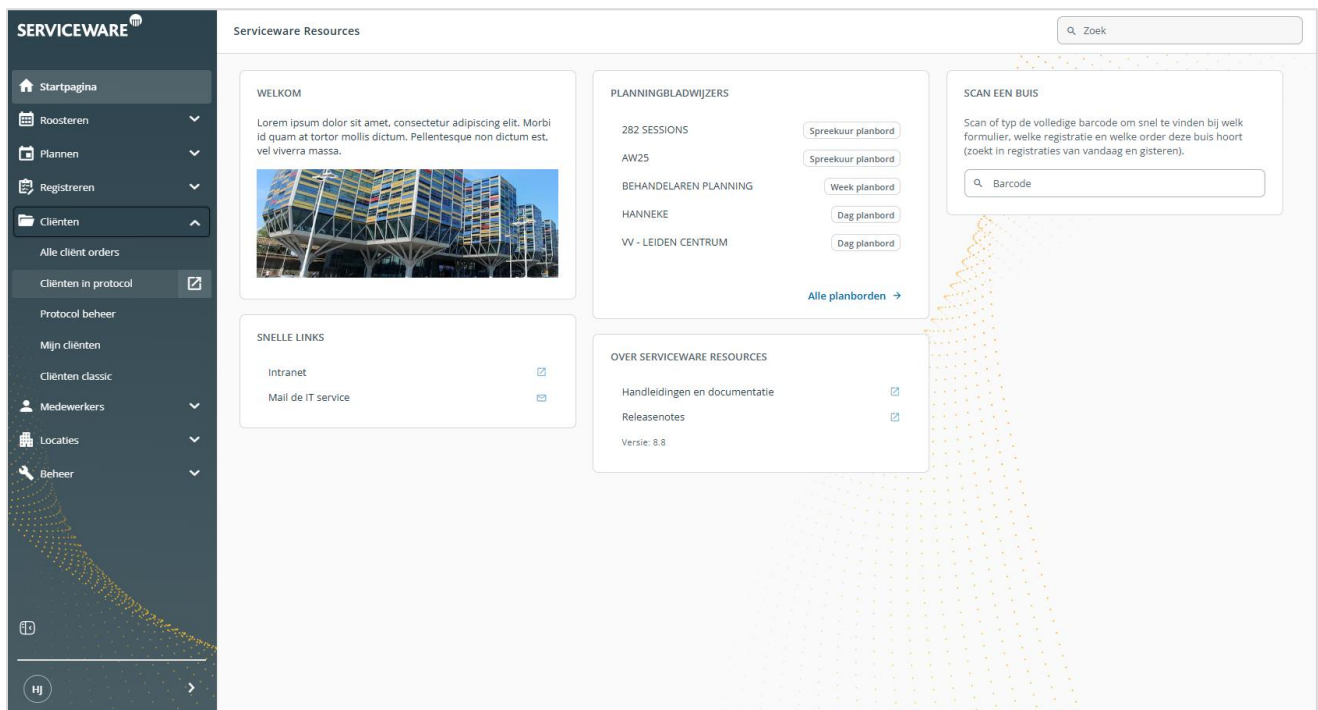 SERVICEWARE
Serviceware Resources
Zoek
Startpagina
Roosteren
Plannen
Registreren
Cliënten
Alle cliënt orders
Cliënten in protocol
Protocol beheer
Mijn cliënten
Cliënten classic
Medewerkers
Locaties
Beheer
HJ
WELKOM
Lorem ipsum dolor sit amet, consectetur adipiscing elit. Morbi
id quam at tortor mollis dictum. Pellentesque non dictum est,
vel viverra massa.
SNELLE LINKS
Intranet
Mail de IT service
PLANNINGBLADWIJZERS
282 SESSIONS Spreekuur planbord
AW25 Spreekuur planbord
BEHANDELAREN PLANNING Week planbord
HANNEKE Dag planbord
VV - LEIDEN CENTRUM Dag planbord
Alle planborden
OVER SERVICEWARE RESOURCES
Handleidingen en documentatie
Releasenotes
Versie: 8.8
SCAN EEN BUIS
Scan of typ de volledige barcode om snel te vinden bij welk
formulier, welke registratie en welke order deze buis hoort
(zoekt in registraties van vandaag en gisteren).
Barcode